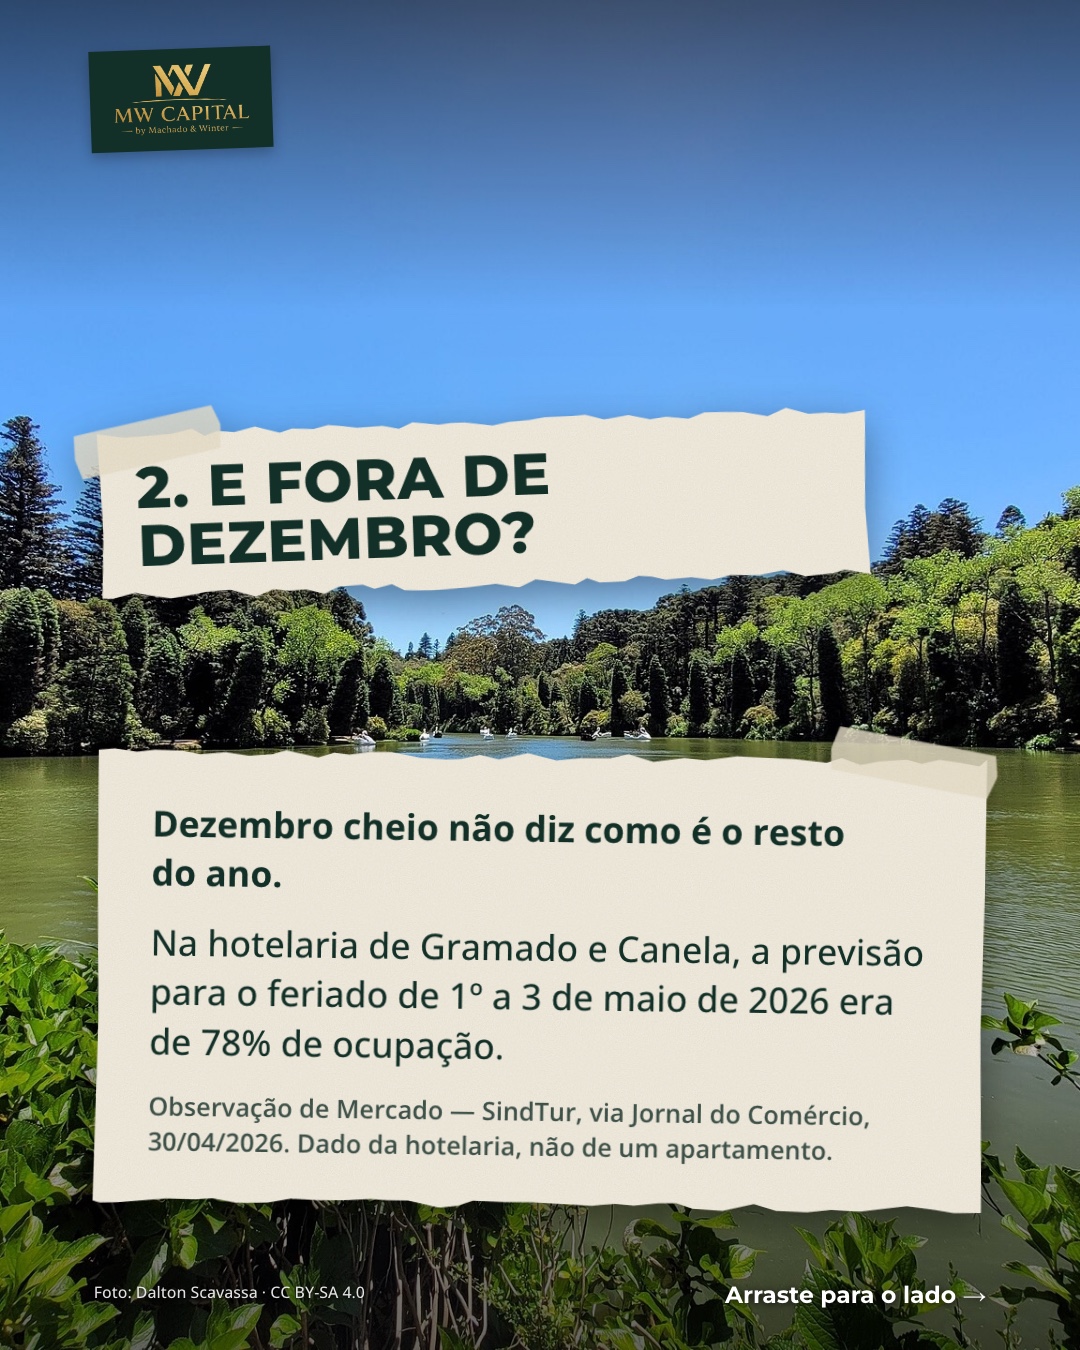 MW CAPITAL
by Machado & Winter
2. E FORA DE
DEZEMBRO?
Dezembro cheio não diz como é o resto
do ano.
Na hotelaria de Gramado e Canela, a previsão
para o feriado de 1º a 3 de maio de 2026 era
de 78% de ocupação.
Observação de Mercado — SindTur, via Jornal do Comércio,
30/04/2026. Dado da hotelaria, não de um apartamento.
Foto: Dalton Scavassa · CC BY-SA 4.0
Arraste para o lado →